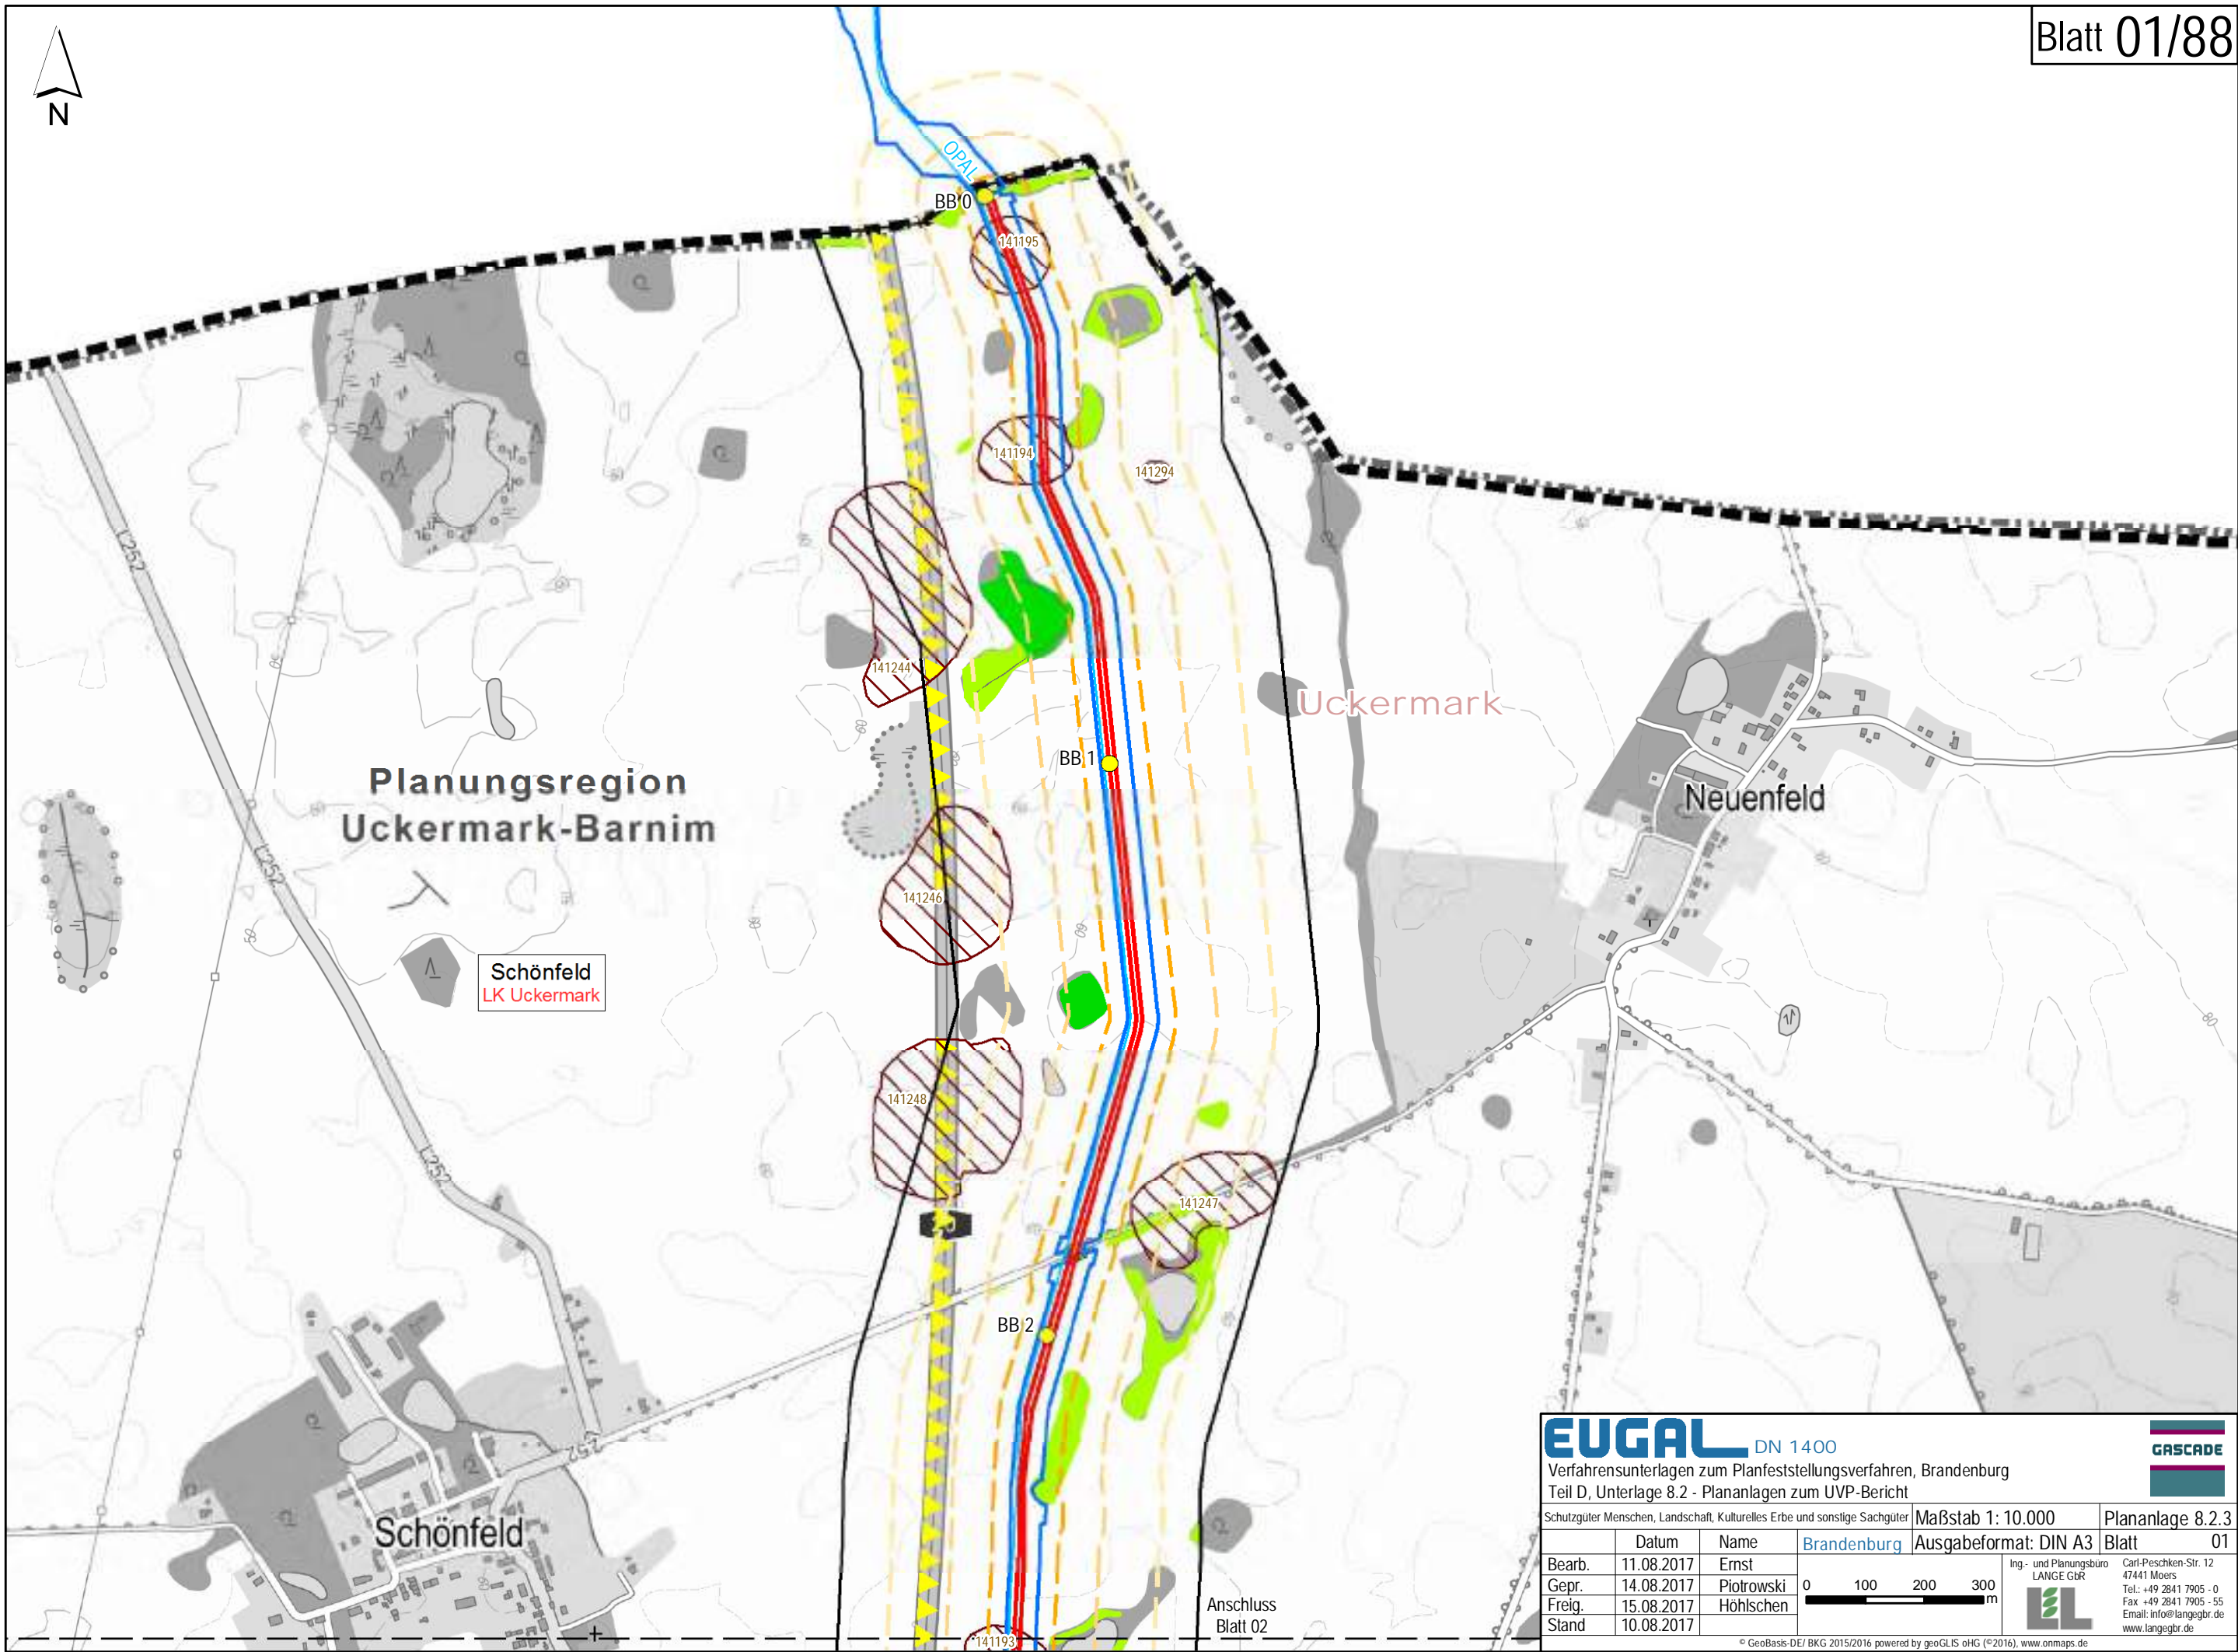 Blatt 01/88
N
OPAL
BB 0
141195
141194
141294
L252
141244
Uckermark
BB 1
Planungsregion
Uckermark-Barnim
Neuenfeld
L252
141246
60
50
60
60
Schönfeld
LK Uckermark
80
141248
L252
141247
BB 2
Schönfeld
Anschluss
Blatt 02
141193
EUGAL DN 1400
GASCADE
Verfahrensunterlagen zum Planfeststellungsverfahren, Brandenburg
Teil D, Unterlage 8.2 - Plananlagen zum UVP-Bericht
Schutzgüter Menschen, Landschaft, Kulturelles Erbe und sonstige Sachgüter Maßstab 1: 10.000 Plananlage 8.2.3
Datum Name Brandenburg Ausgabeformat: DIN A3 Blatt 01
Bearb. 11.08.2017 Ernst
Gepr. 14.08.2017 Piotrowski
Freig. 15.08.2017 Höhlschen
Stand 10.08.2017
0 100 200 300
m
Ing.- und Planungsbüro
LANGE GbR
Carl-Peschken-Str. 12
47441 Moers
Tel.: +49 2841 7905 - 0
Fax +49 2841 7905 - 55
Email: info@langegbr.de
www.langegbr.de
© GeoBasis-DE/ BKG 2015/2016 powered by geoGLIS oHG (©2016), www.onmaps.de